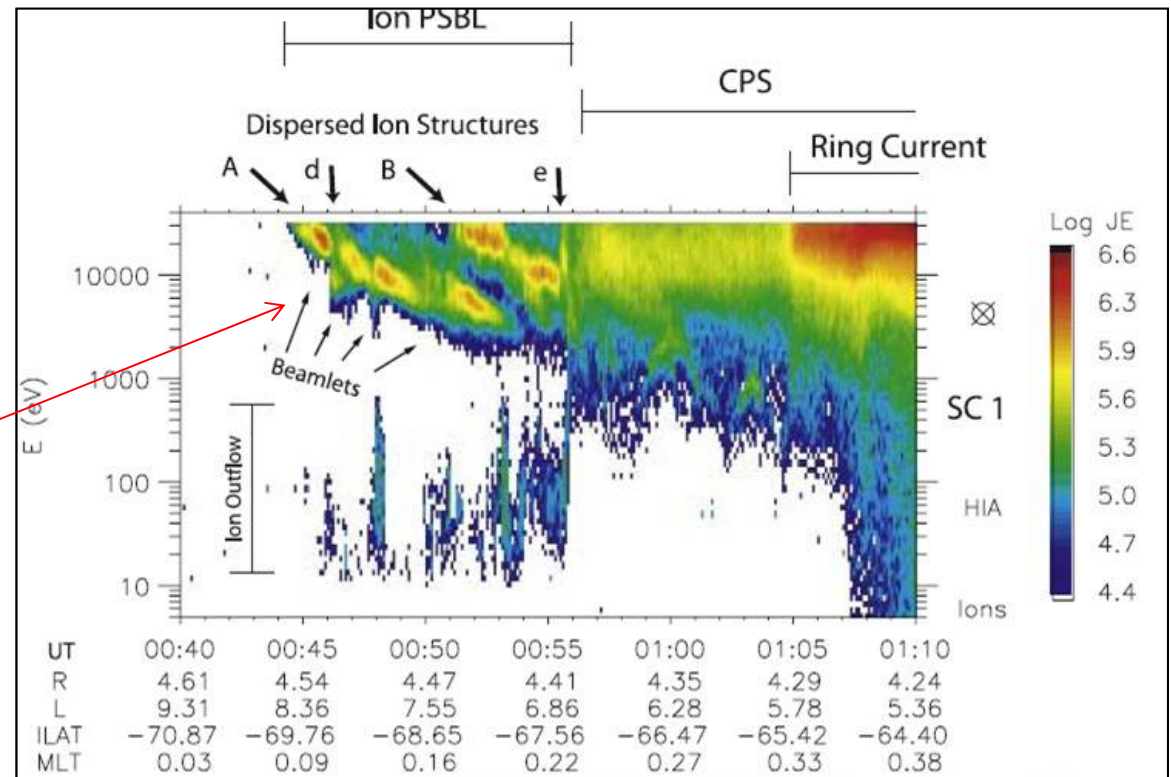 Ion PSBL
CPS
Dispersed Ion Structures
Ring Current
A d B e
Log JE
E (eV)
10000
1000
100
10
Beamlets
Ion Outflow
SC 1
HIA
Ions
6.6
6.3
5.9
5.6
5.3
5.0
4.7
4.4
UT 00:40 00:45 00:50 00:55 01:00 01:05 01:10
R 4.61 4.54 4.47 4.41 4.35 4.29 4.24
L 9.31 8.36 7.55 6.86 6.28 5.78 5.36
ILAT −70.87 −69.76 −68.65 −67.56 −66.47 −65.42 −64.40
MLT 0.03 0.09 0.16 0.22 0.27 0.33 0.38